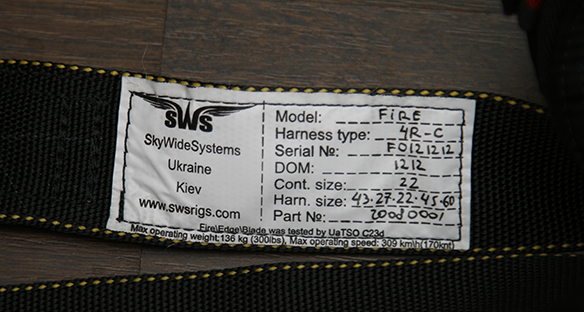 SWS
SkyWideSystems
Ukraine
Kiev
www.swsrigs.com
Model: FiRE
Harness type: 4R-C
Serial №: F0121212
DOM: 1212
Cont. size: 22
Harn. size: 43-27-22-45-60
Part №: 200d0001
Fire\Edge\Blade was tested by UaTSO C23d
Max operating weight:136 kg (300lbs), Max operating speed: 309 km\h(170knt)